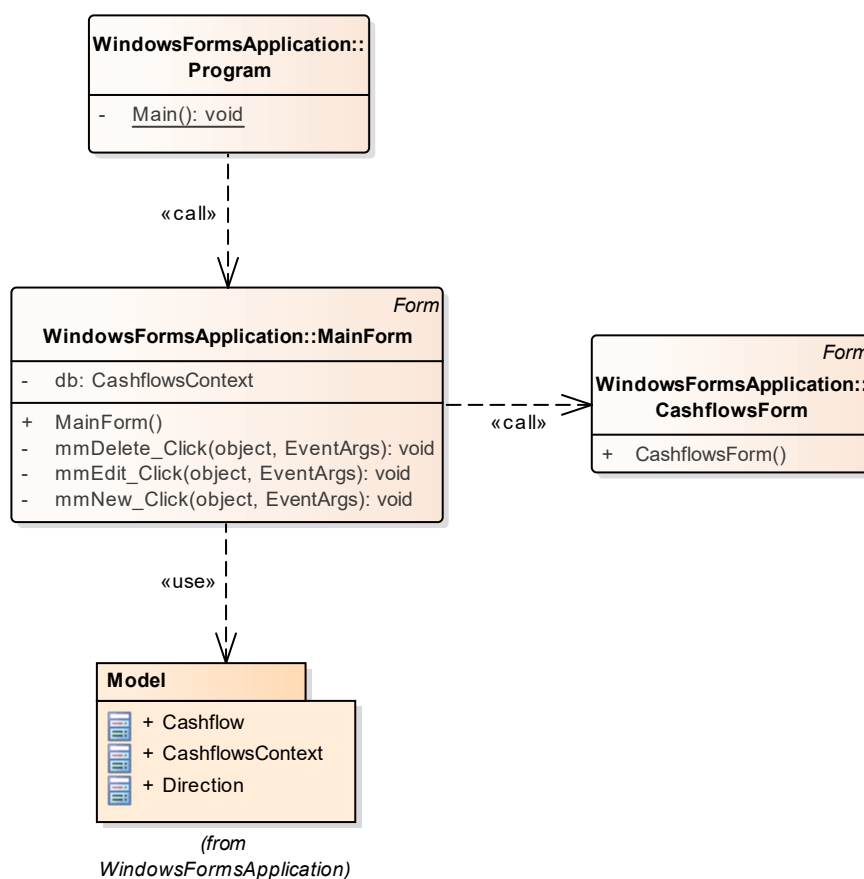 WindowsFormsApplication::
Program
- Main(): void
«call»
Form
WindowsFormsApplication::MainForm
- db: CashflowsContext
+ MainForm()
- mmDelete_Click(object, EventArgs): void
- mmEdit_Click(object, EventArgs): void
- mmNew_Click(object, EventArgs): void
«call»
Form
WindowsFormsApplication::
CashflowsForm
+ CashflowsForm()
«use»
Model
+ Cashflow
+ CashflowsContext
+ Direction
(from
WindowsFormsApplication)